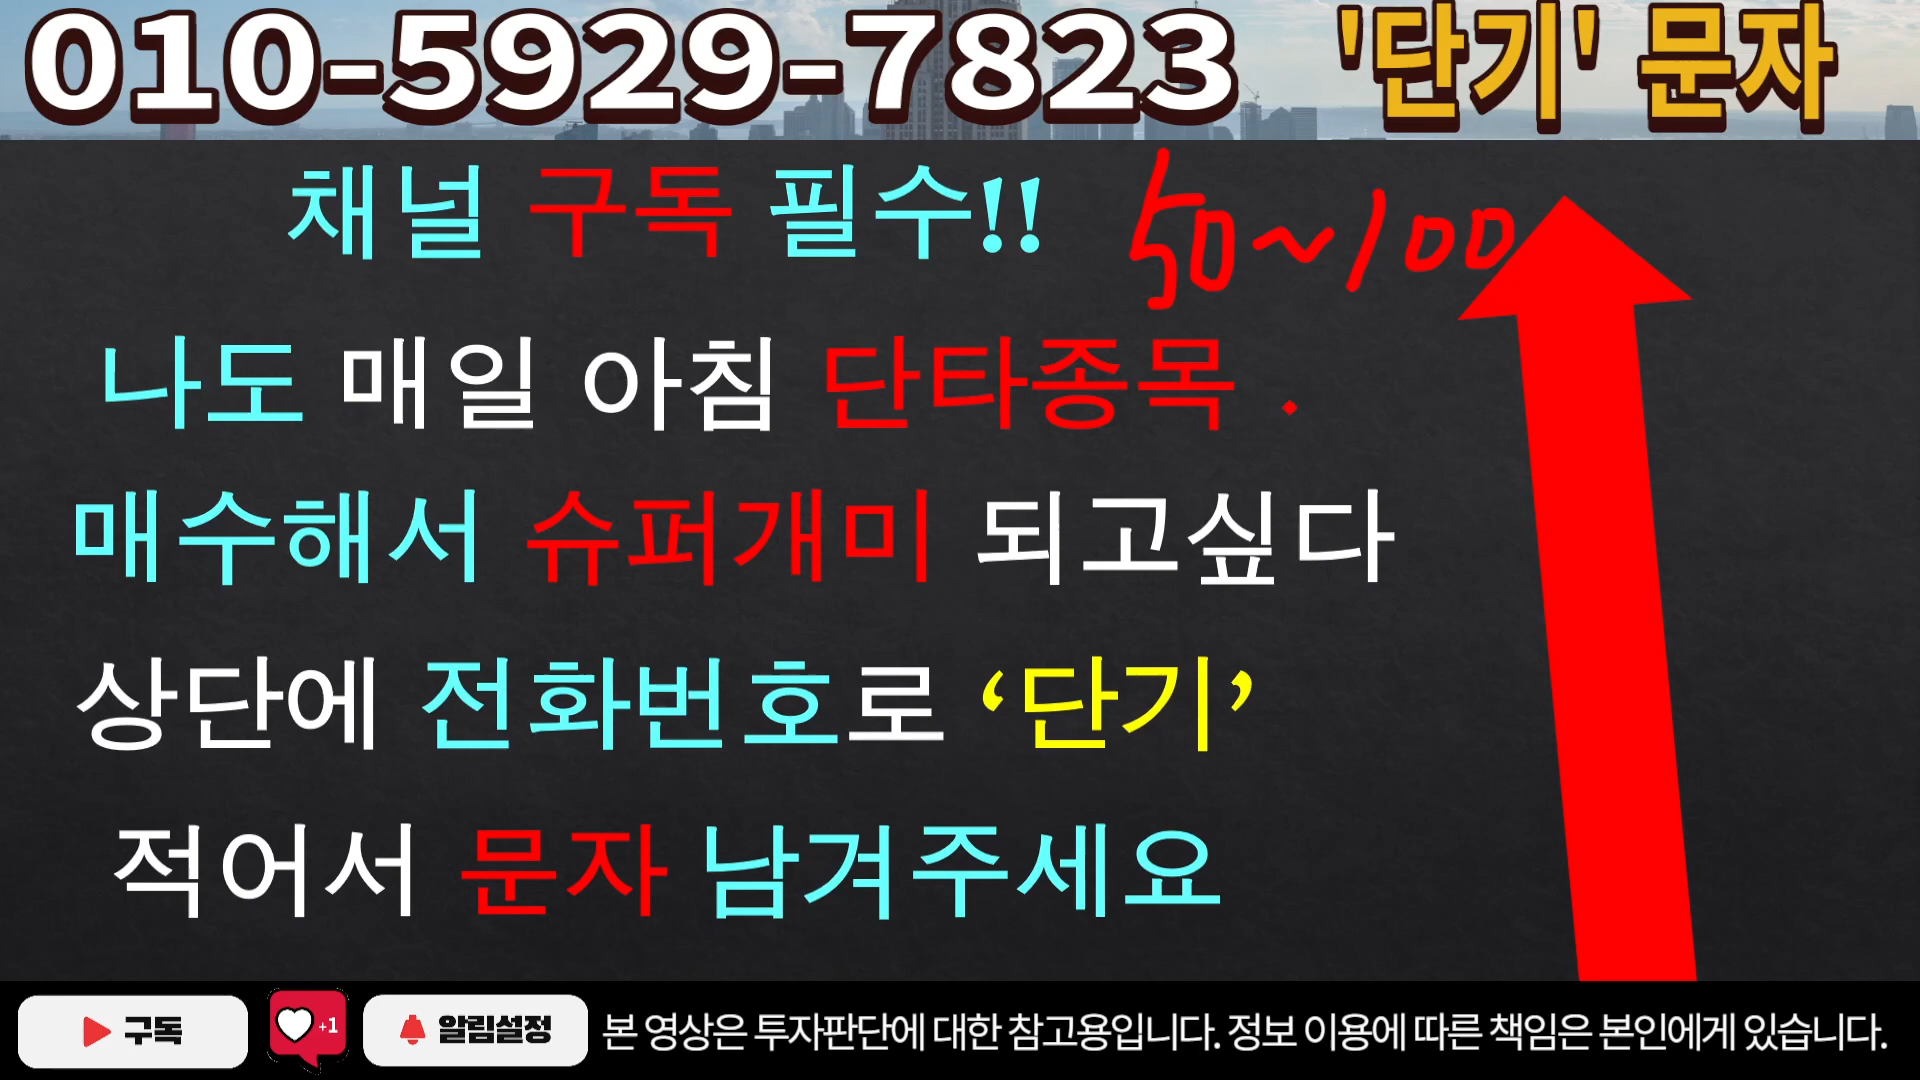 010-5929-7823 '단기' 문자
채널 구독 필수!! 50~100
나도 매일 아침 단타종목 .
매수해서 슈퍼개미 되고싶다
상단에 전화번호로 ‘단기’
적어서 문자 남겨주세요
구독 +1 알림설정 본 영상은 투자판단에 대한 참고용입니다. 정보 이용에 따른 책임은 본인에게 있습니다.